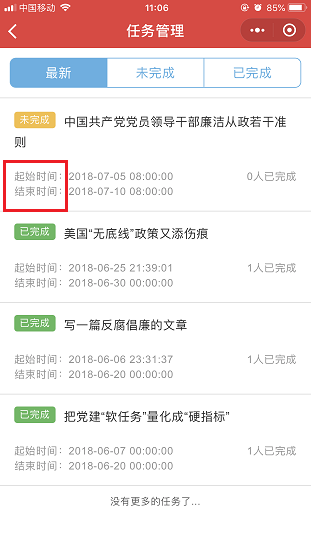 中国移动 11:06 85%
任务管理
最新 未完成 已完成
未完成 中国共产党党员领导干部廉洁从政若干准
则
起始时间：2018-07-05 08:00:00 0人已完成
结束时间：2018-07-10 08:00:00
已完成 美国“无底线”政策又添伤痕
起始时间：2018-06-25 21:39:01 1人已完成
结束时间：2018-06-30 00:00:00
已完成 写一篇反腐倡廉的文章
起始时间：2018-06-06 23:31:37 1人已完成
结束时间：2018-06-20 00:00:00
已完成 把党建“软任务”量化成“硬指标”
起始时间：2018-06-07 00:00:00 1人已完成
结束时间：2018-06-20 00:00:00
没有更多的任务了...